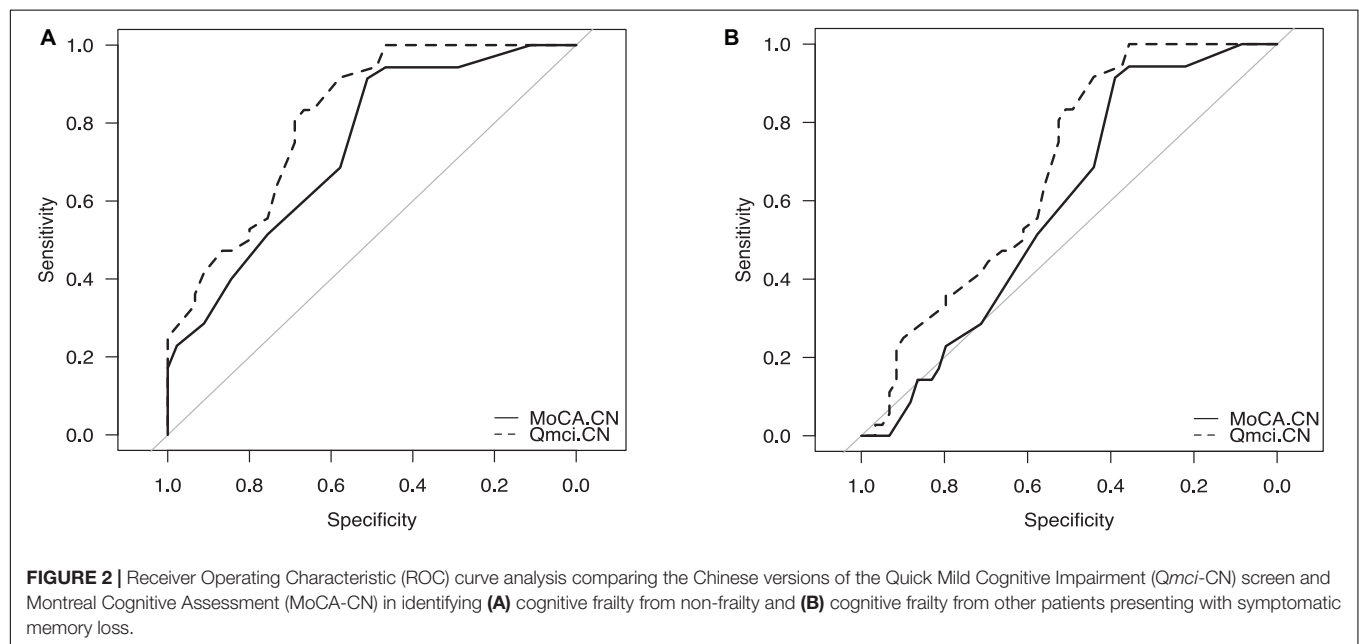 A
1.0
0.8
0.6
0.4
0.2
0.0
Sensitivity
MoCA.CN
Qmci.CN
1.0 0.8 0.6 0.4 0.2 0.0
Specificity
B
1.0
0.8
0.6
0.4
0.2
0.0
Sensitivity
MoCA.CN
Qmci.CN
1.0 0.8 0.6 0.4 0.2 0.0
Specificity
FIGURE 2 | Receiver Operating Characteristic (ROC) curve analysis comparing the Chinese versions of the Quick Mild Cognitive Impairment (Qmci-CN) screen and
Montreal Cognitive Assessment (MoCA-CN) in identifying (A) cognitive frailty from non-frailty and (B) cognitive frailty from other patients presenting with symptomatic
memory loss.